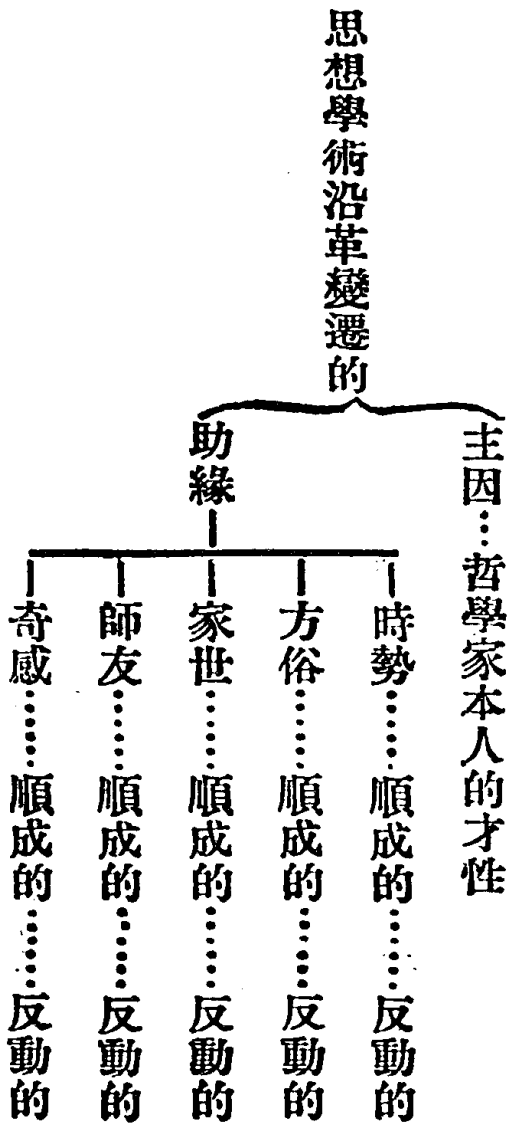 思想學術沿革變遷的
主因…哲學家本人的才性
助緣
時勢……順成的……反動的
方俗……順成的……反動的
家世……順成的……反動的
師友……順成的……反動的
奇感……順成的……反動的